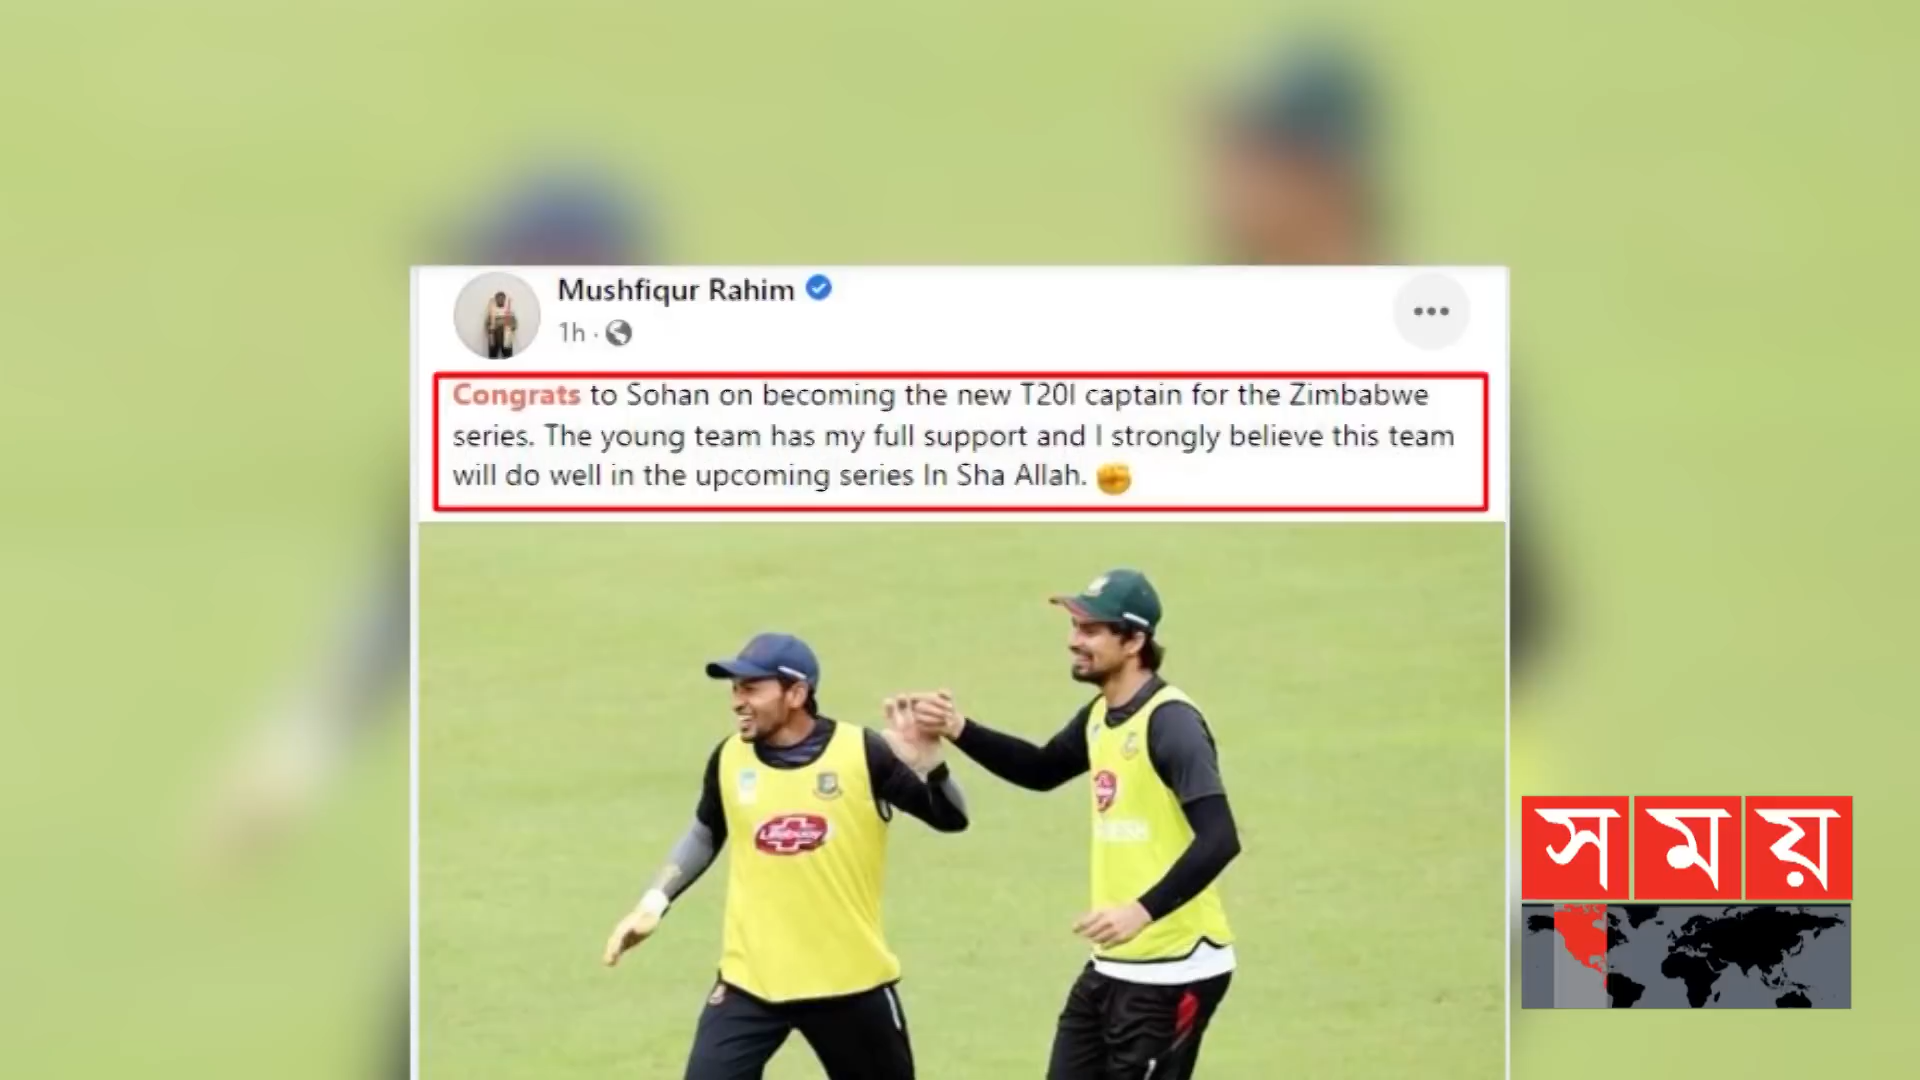 Mushfiqur Rahim
1h ·
Congrats to Sohan on becoming the new T20I captain for the Zimbabwe
series. The young team has my full support and I strongly believe this team
will do well in the upcoming series In Sha Allah.
Lifebuoy
সময়